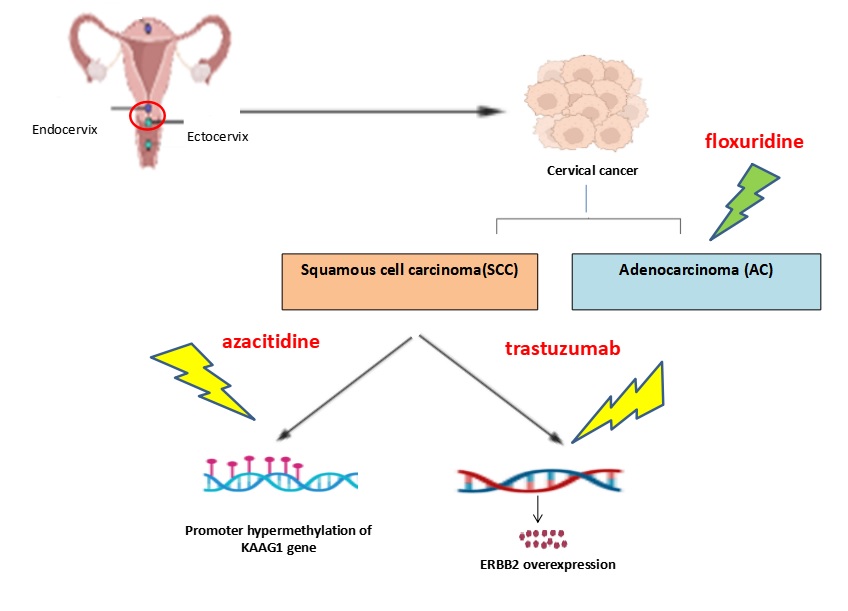 Endocervix
Ectocervix
Cervical cancer
floxuridine
Squamous cell carcinoma(SCC)
Adenocarcinoma (AC)
azacitidine
trastuzumab
Promoter hypermethylation of
KAAG1 gene
ERBB2 overexpression